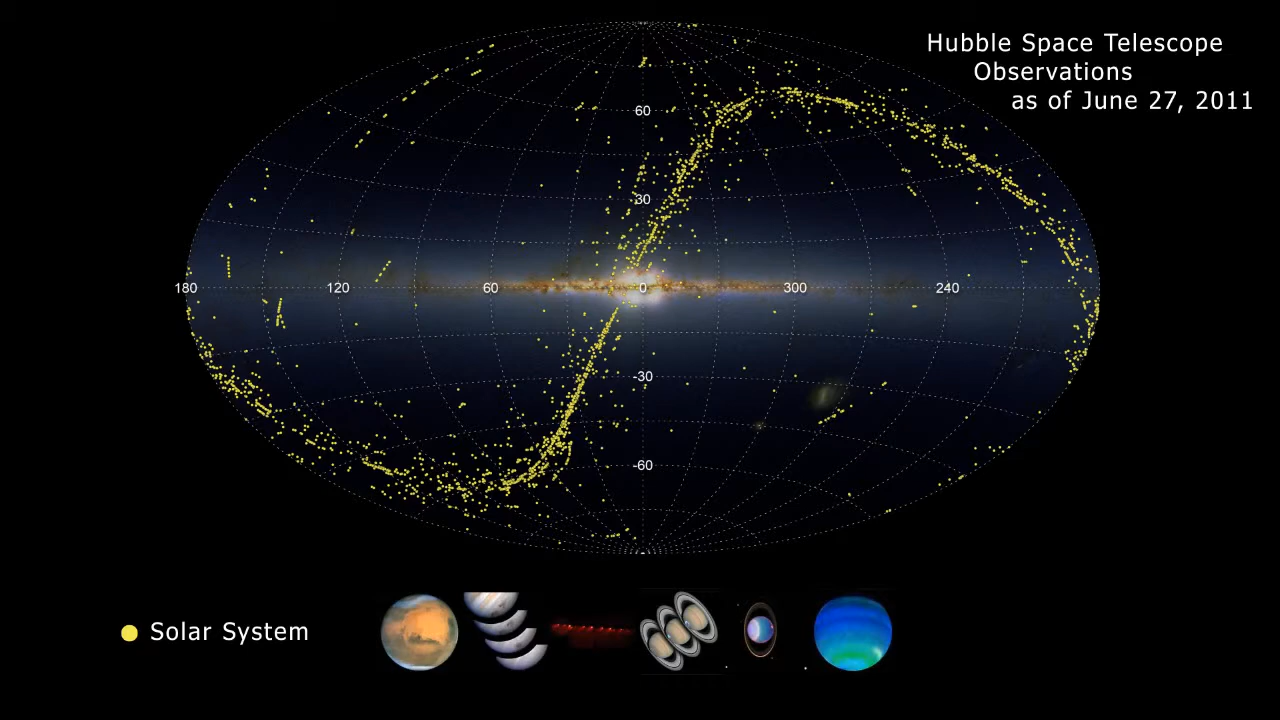 Hubble Space Telescope
Observations
as of June 27, 2011
60
30
180 120 60 0 300 240
-30
-60
Solar System